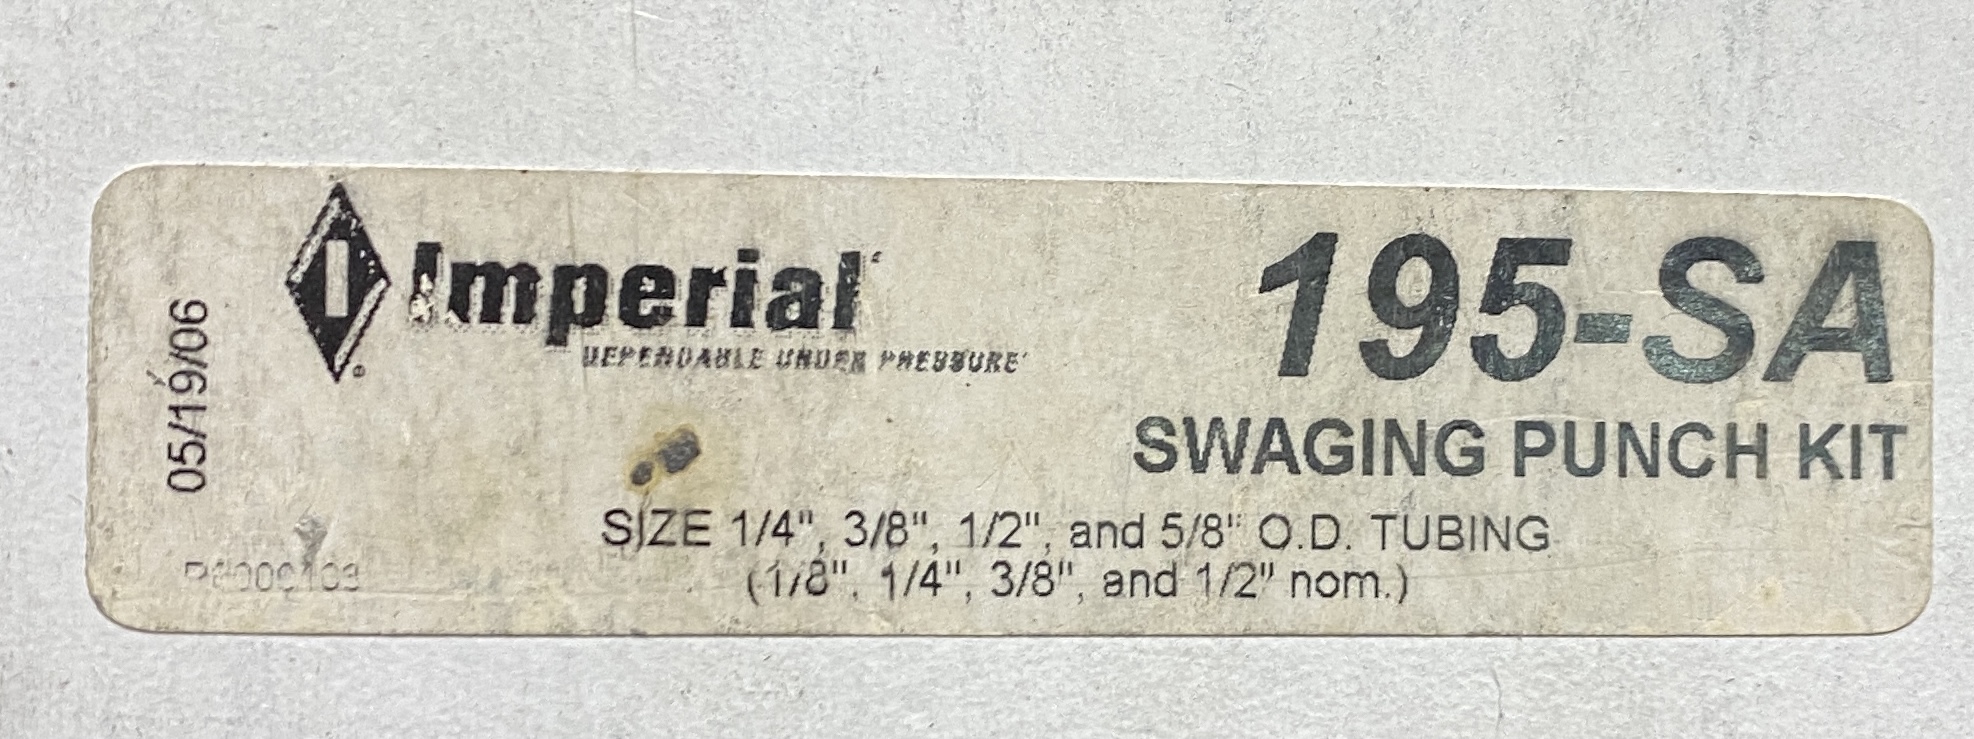 Imperial
DEPENDABLE UNDER PRESSURE
195-SA
SWAGING PUNCH KIT
SIZE 1/4", 3/8", 1/2", and 5/8" O.D. TUBING
(1/8", 1/4", 3/8", and 1/2" nom.)
05/19/06